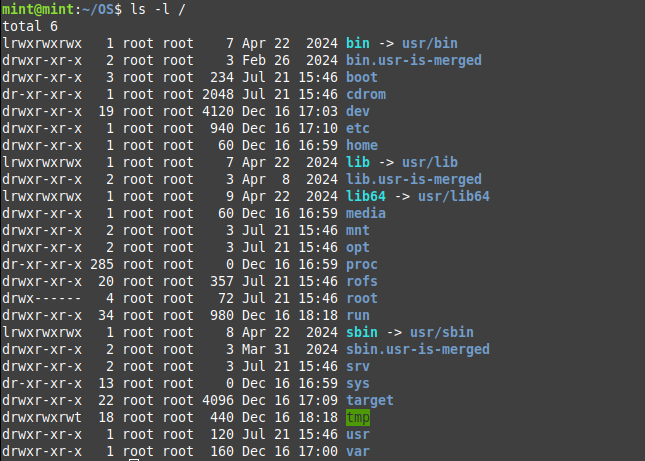 mint@mint:~/OS$ ls -l /
total 6
lrwxrwxrwx   1 root root    7 Apr 22  2024 bin -> usr/bin
drwxr-xr-x   2 root root    3 Feb 26  2024 bin.usr-is-merged
drwxr-xr-x   3 root root  234 Jul 21 15:46 boot
dr-xr-xr-x   1 root root 2048 Jul 21 15:46 cdrom
drwxr-xr-x  19 root root 4120 Dec 16 17:03 dev
drwxr-xr-x   1 root root  940 Dec 16 17:10 etc
drwxr-xr-x   1 root root   60 Dec 16 16:59 home
lrwxrwxrwx   1 root root    7 Apr 22  2024 lib -> usr/lib
drwxr-xr-x   2 root root    3 Apr  8  2024 lib.usr-is-merged
lrwxrwxrwx   1 root root    9 Apr 22  2024 lib64 -> usr/lib64
drwxr-xr-x   1 root root   60 Dec 16 16:59 media
drwxr-xr-x   2 root root    3 Jul 21 15:46 mnt
drwxr-xr-x   2 root root    3 Jul 21 15:46 opt
dr-xr-xr-x 285 root root    0 Dec 16 16:59 proc
drwxr-xr-x  20 root root  357 Jul 21 15:46 rofs
drwx------   4 root root   72 Jul 21 15:46 root
drwxr-xr-x  34 root root  980 Dec 16 18:18 run
lrwxrwxrwx   1 root root    8 Apr 22  2024 sbin -> usr/sbin
drwxr-xr-x   2 root root    3 Mar 31  2024 sbin.usr-is-merged
drwxr-xr-x   2 root root    3 Jul 21 15:46 srv
dr-xr-xr-x  13 root root    0 Dec 16 16:59 sys
drwxr-xr-x  22 root root 4096 Dec 16 17:09 target
drwxrwxrwt  18 root root  440 Dec 16 18:18 tmp
drwxr-xr-x   1 root root  120 Jul 21 15:46 usr
drwxr-xr-x   1 root root  160 Dec 16 17:00 var